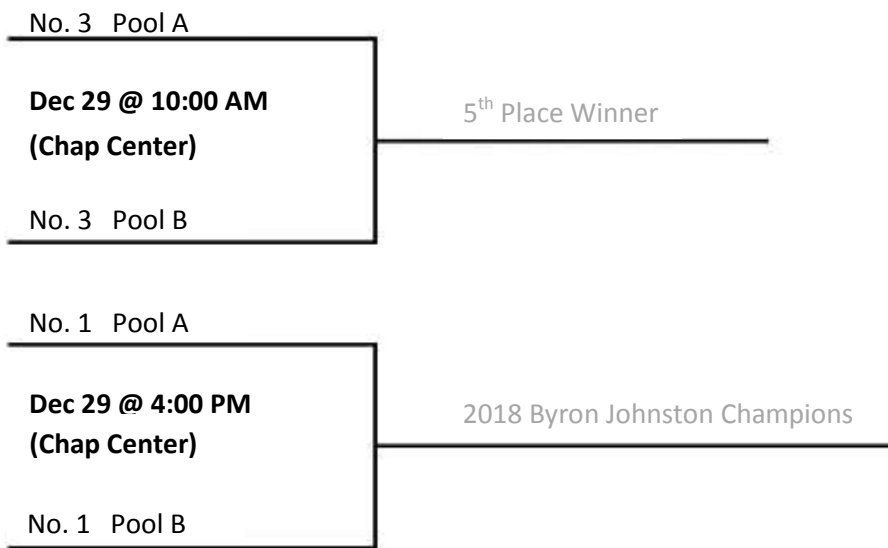 No. 3 Pool A
Dec 29 @ 10:00 AM
(Chap Center)
5th Place Winner
No. 3 Pool B
No. 1 Pool A
Dec 29 @ 4:00 PM
(Chap Center)
2018 Byron Johnston Champions
No. 1 Pool B